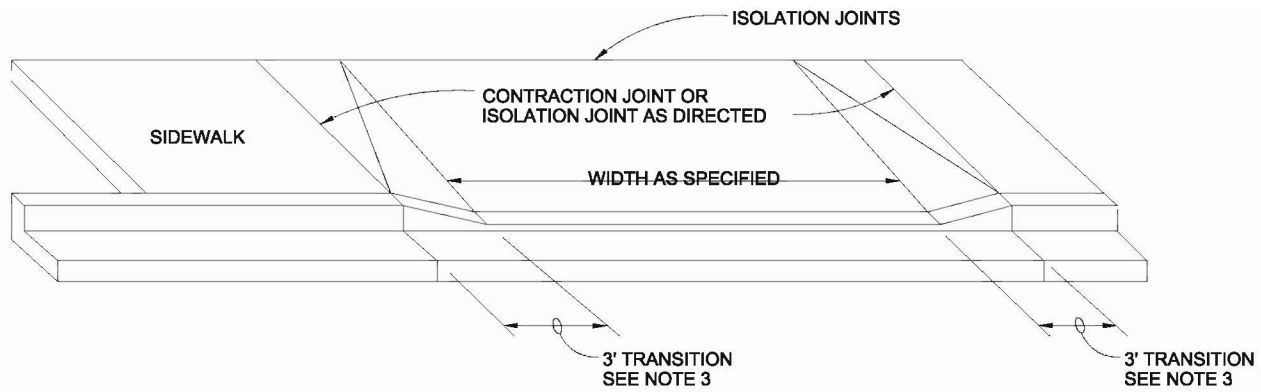 ISOLATION JOINTS
CONTRACTION JOINT OR
ISOLATION JOINT AS DIRECTED
SIDEWALK
WIDTH AS SPECIFIED
3' TRANSITION
SEE NOTE 3
3' TRANSITION
SEE NOTE 3